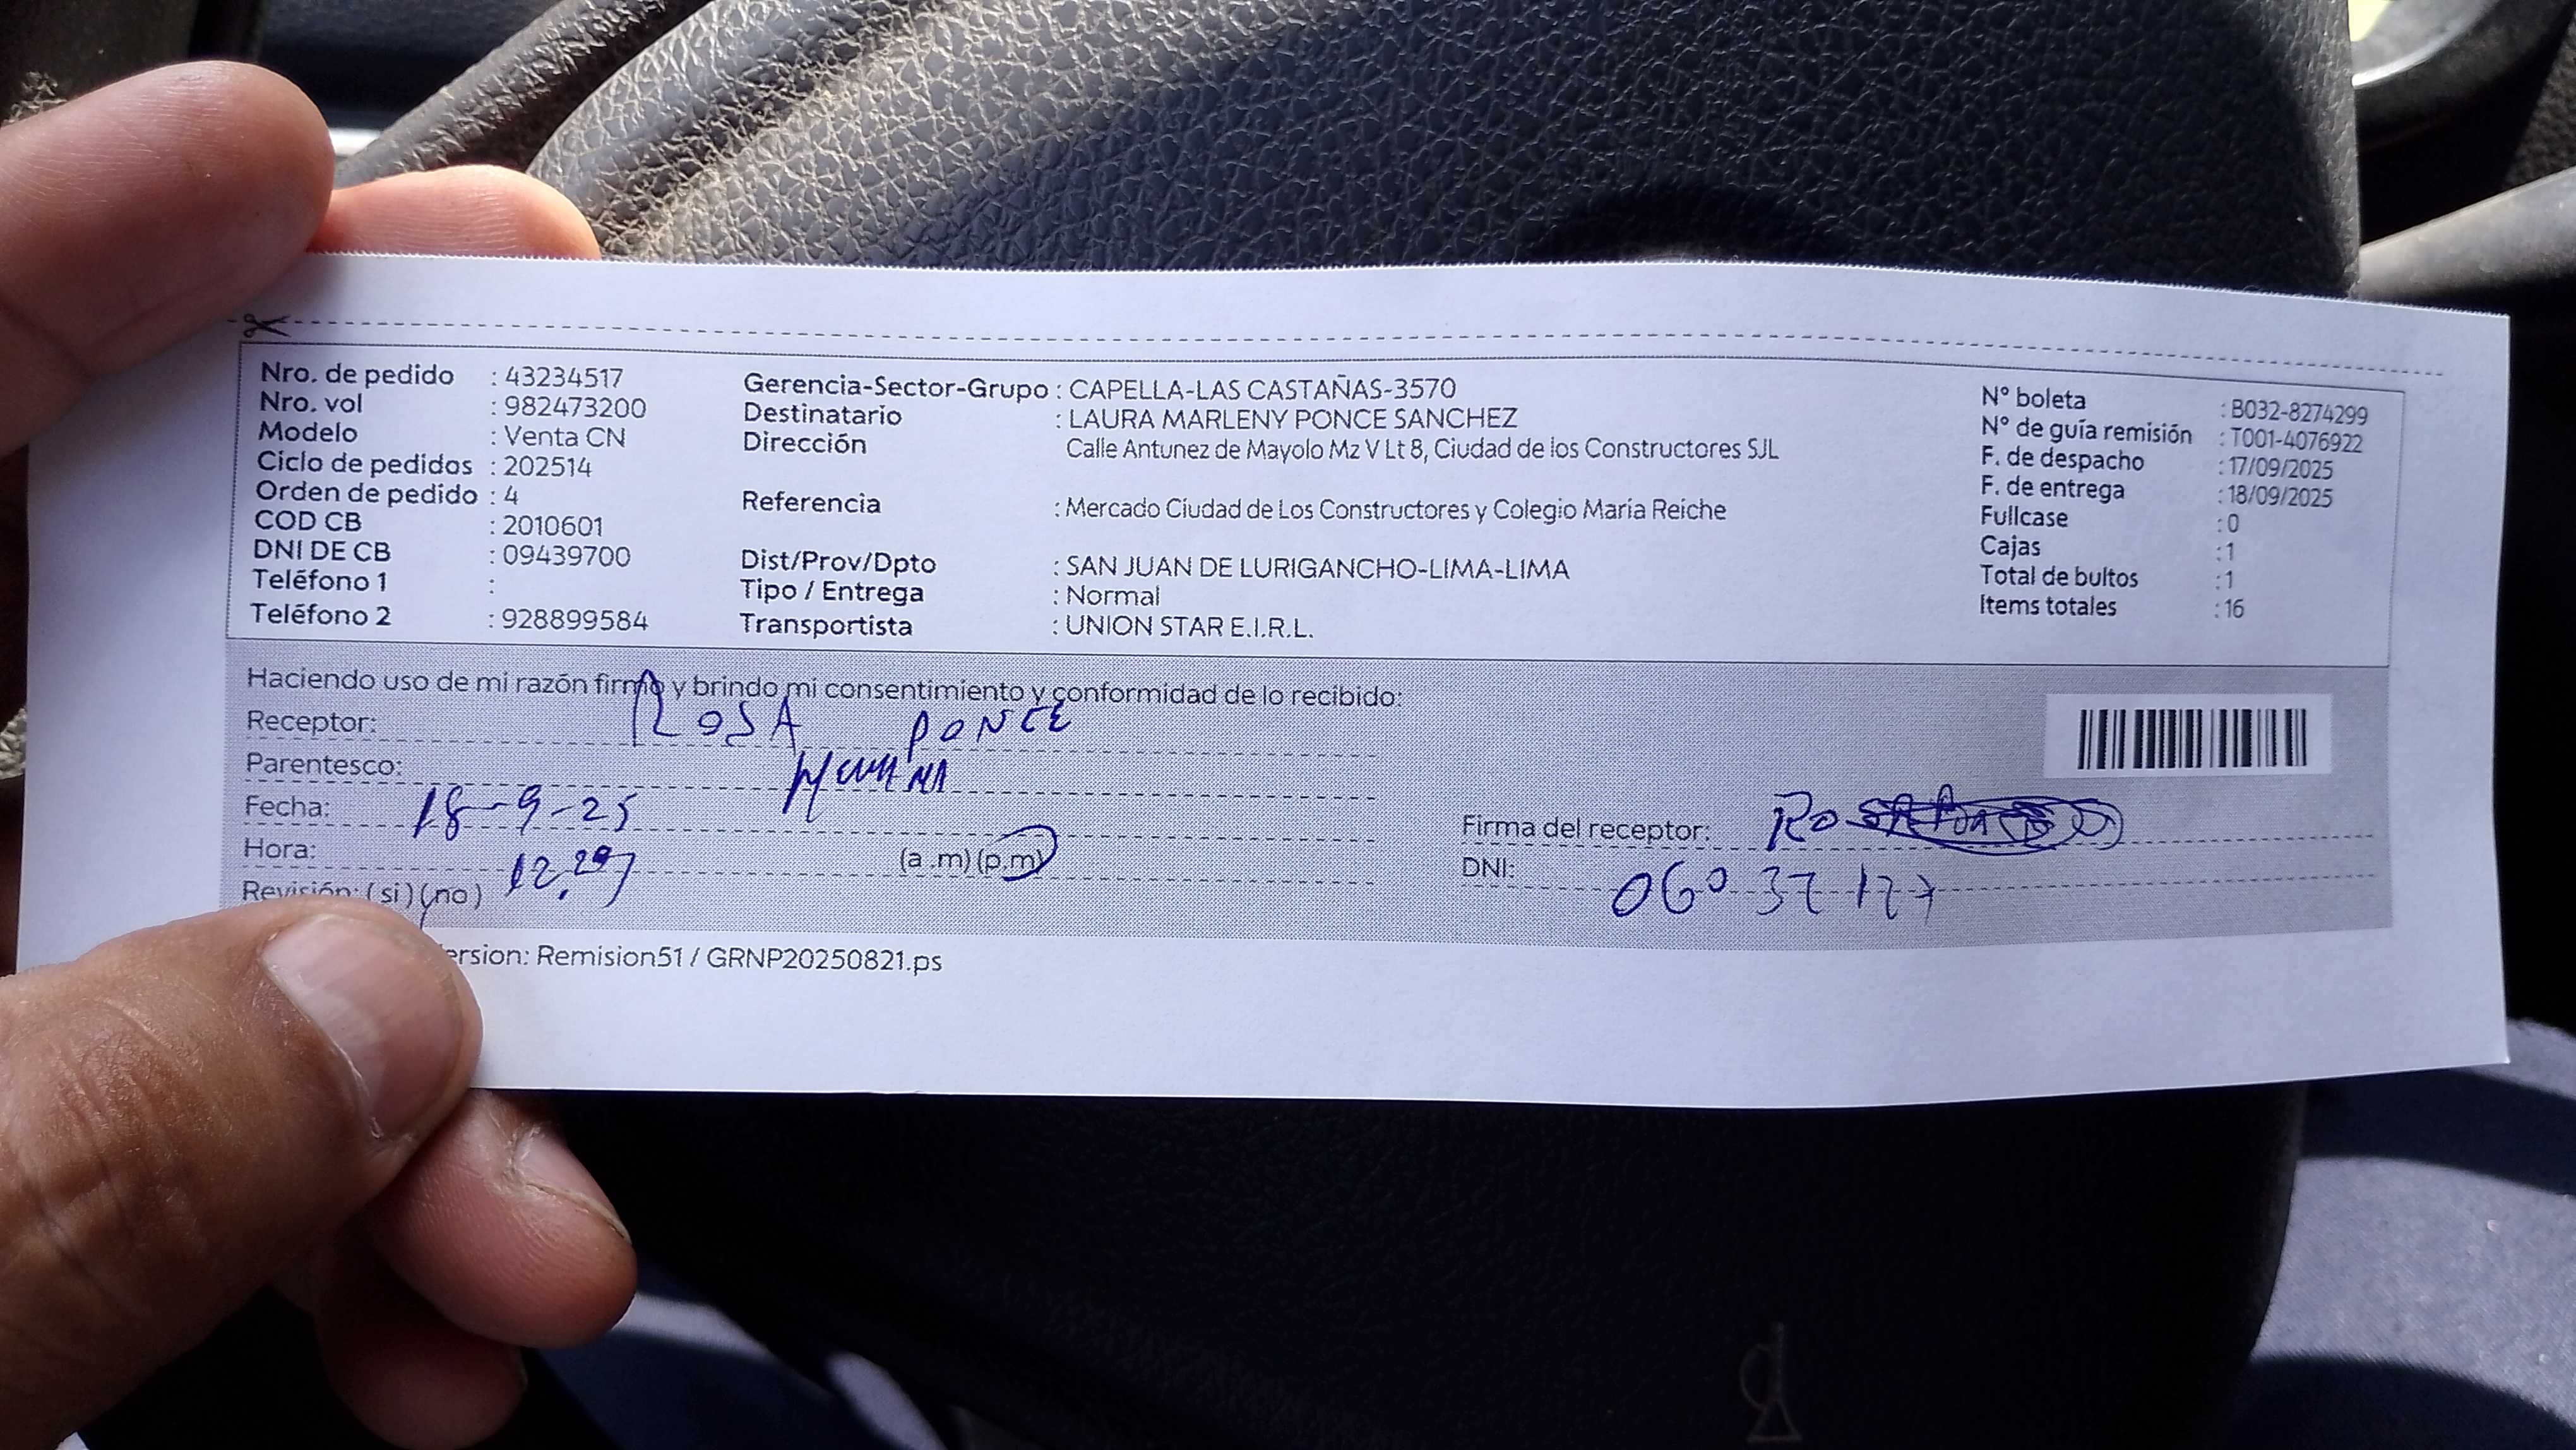 Nro. de pedido : 43234517
Nro. vol : 982473200
Modelo : Venta CN
Ciclo de pedidos : 202514
Orden de pedido : 4
COD CB : 2010601
DNI DE CB : 09439700
Teléfono 1 :
Teléfono 2 : 928899584
Gerencia-Sector-Grupo : CAPELLA-LAS CASTAÑAS-3570
Destinatario : LAURA MARLENY PONCE SANCHEZ
Dirección Calle Antunez de Mayolo Mz V Lt 8, Ciudad de los Constructores SJL
Referencia : Mercado Ciudad de Los Constructores y Colegio María Reiche
Dist/Prov/Dpto : SAN JUAN DE LURIGANCHO-LIMA-LIMA
Tipo / Entrega : Normal
Transportista : UNION STAR E.I.R.L.
N° boleta : B032-8274299
N° de guía remisión : T001-4076922
F. de despacho : 17/09/2025
F. de entrega : 18/09/2025
Fullcase : 0
Cajas : 1
Total de bultos : 1
Items totales : 16
Haciendo uso de mi razón firmo y brindo mi consentimiento y conformidad de lo recibido:
Receptor: ROSA PONCE
Parentesco:
Fecha: 18-9-25
Hora: 12,29 (a.m) (p.m)
Revisión: (si) (no)
Firma del receptor:
DNI:
ersion: Remision51 / GRNP20250821.ps